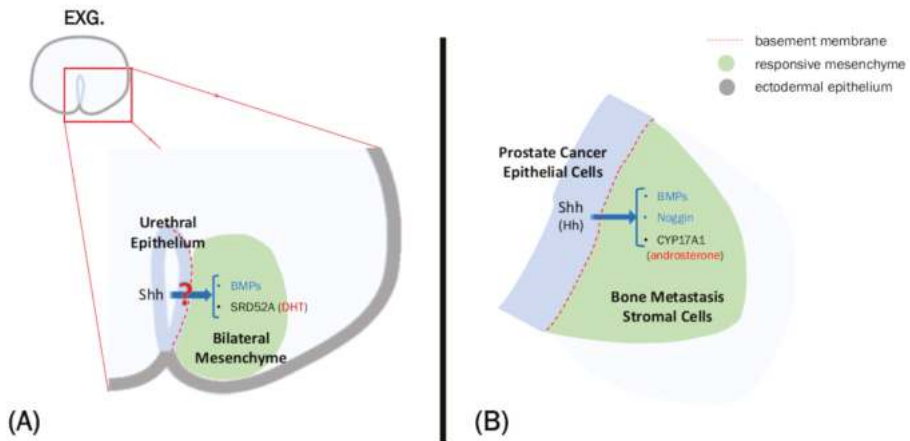 EXG.
Urethral
Epithelium
Shh
?
• BMPs
• SRD52A (DHT)
Bilateral
Mesenchyme
(A)
basement membrane
responsive mesenchyme
ectodermal epithelium
Prostate Cancer
Epithelial Cells
Shh
(Hh)
• BMPs
• Noggin
• CYP17A1
(androsterone)
Bone Metastasis
Stromal Cells
(B)